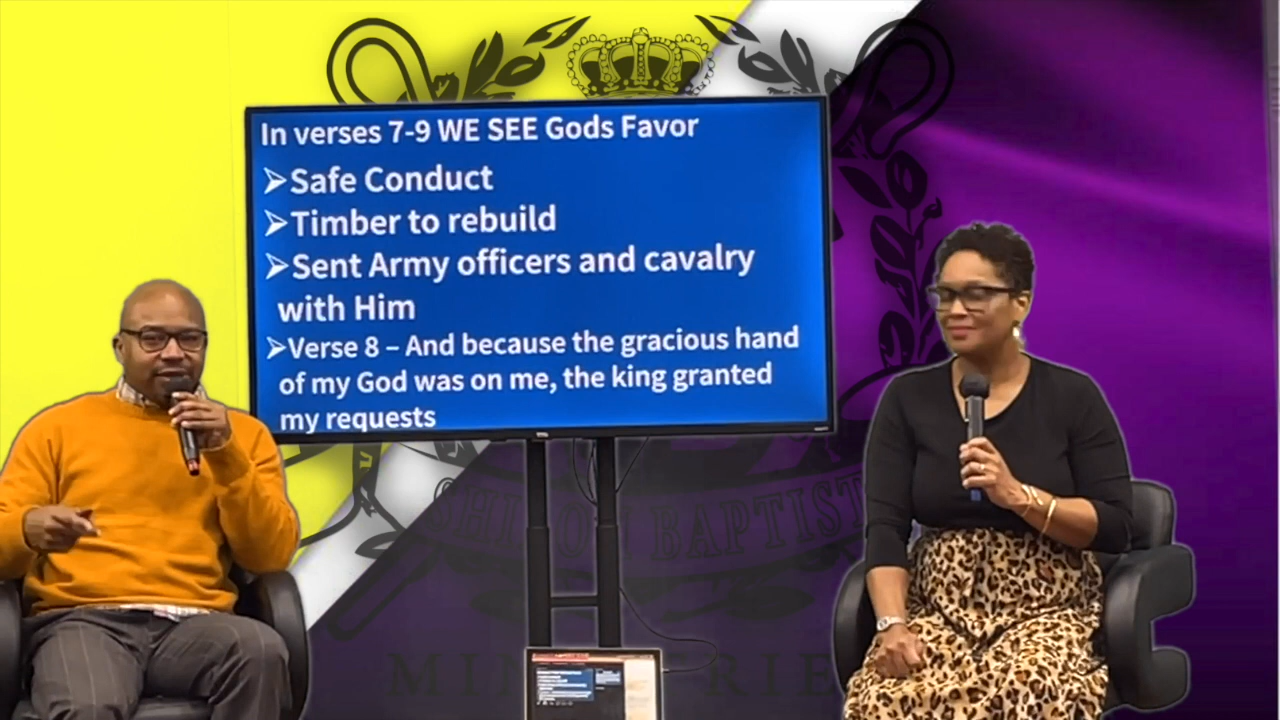 In verses 7-9 WE SEE Gods Favor
➢Safe Conduct
➢Timber to rebuild
➢Sent Army officers and cavalry
with Him
➢Verse 8 – And because the gracious hand
of my God was on me, the king granted
my requests
BAPTIST